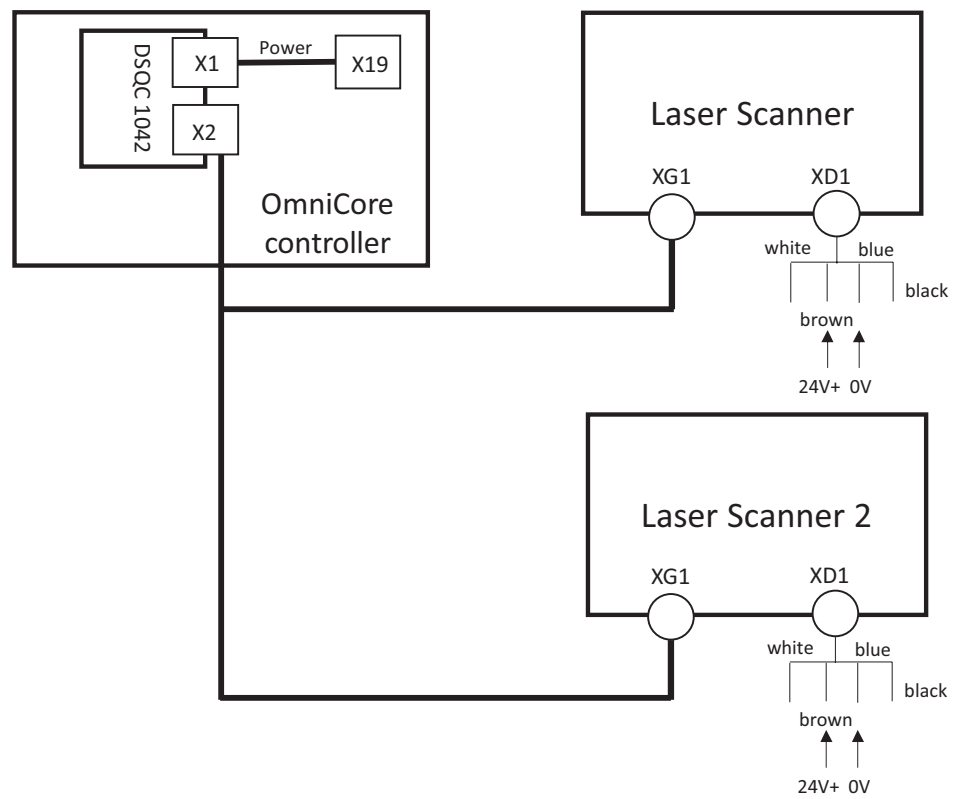 DSQC 1042
X1
Power
X19
X2
OmniCore
controller
Laser Scanner
XG1
XD1
white
blue
black
brown
24V+ 0V
Laser Scanner 2
XG1
XD1
white
blue
black
brown
24V+ 0V